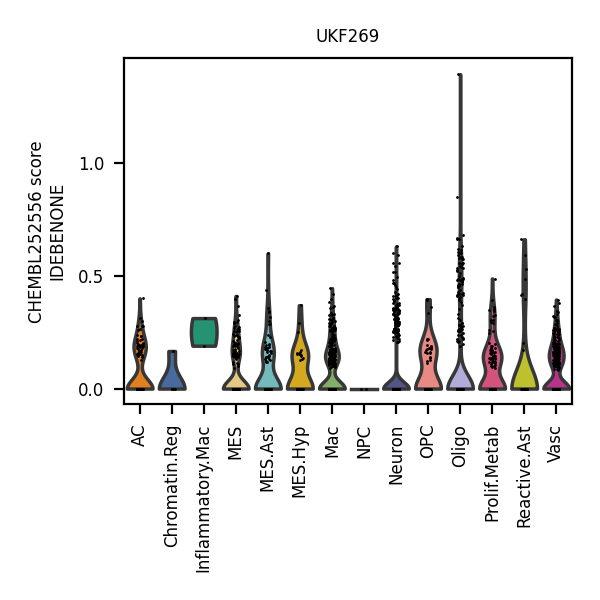 UKF269
CHEMBL252556 score
IDEBENONE
1.0
0.5
0.0
AC
Chromatin.Reg
Inflammatory.Mac
MES
MES.Ast
MES.Hyp
Mac
NPC
Neuron
OPC
Oligo
Prolif.Metab
Reactive.Ast
Vasc